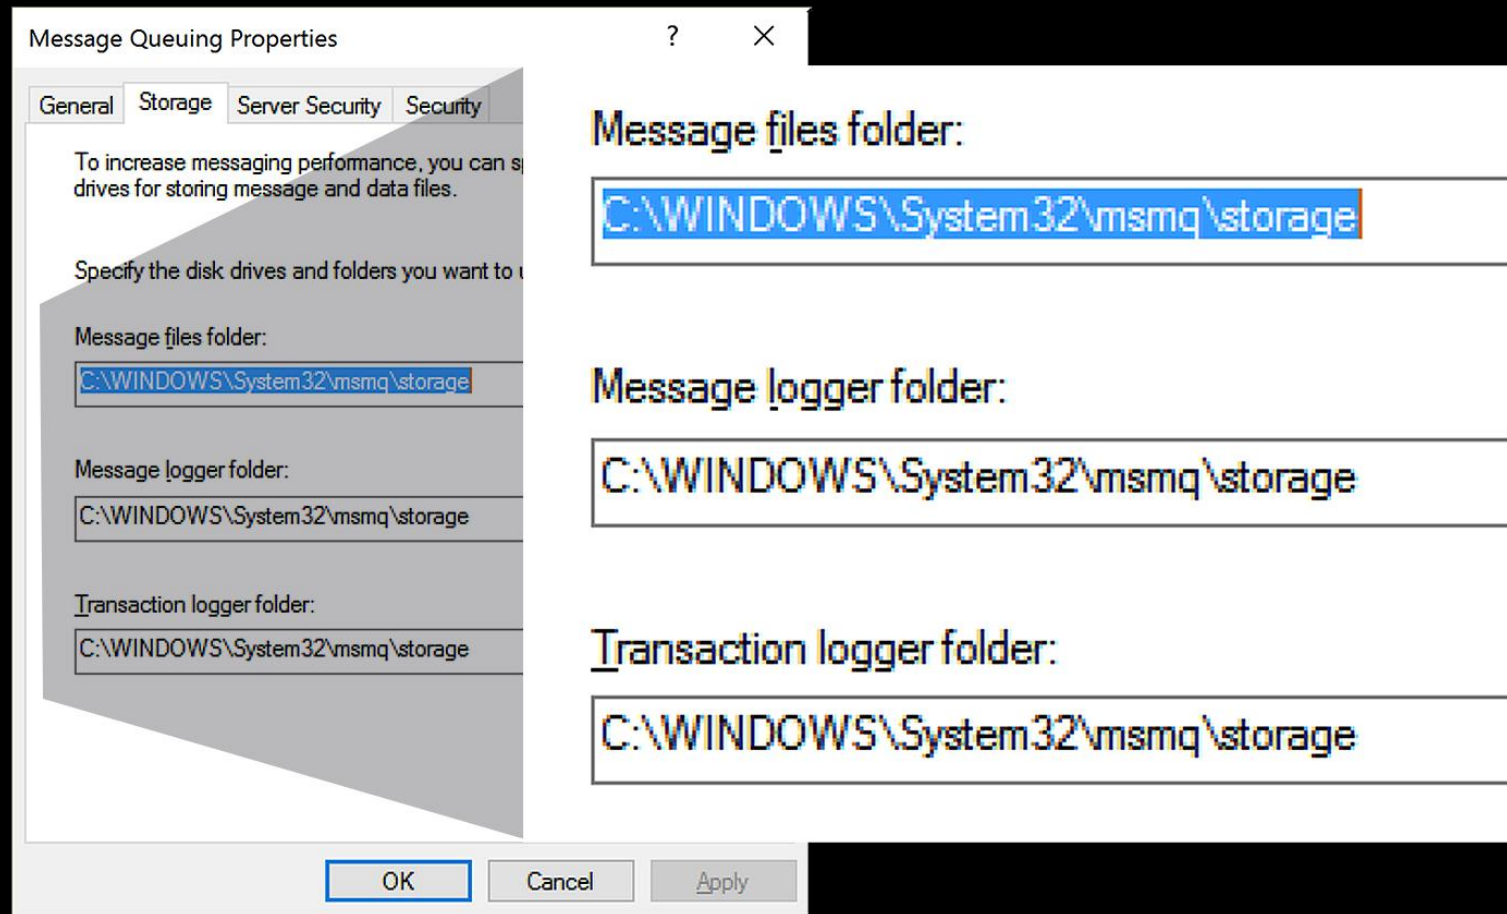 Message Queuing Properties ? ×
General Storage Server Security Security
To increase messaging performance, you can
drives for storing message and data files.
Specify the disk drives and folders you want to
Message files folder:
C:\WINDOWS\System32\msmq\storage
Message logger folder:
C:\WINDOWS\System32\msmq\storage
Transaction logger folder:
C:\WINDOWS\System32\msmq\storage
OK Cancel Apply
Message files folder:
C:\WINDOWS\System32\msmq\storage
Message logger folder:
C:\WINDOWS\System32\msmq\storage
Transaction logger folder:
C:\WINDOWS\System32\msmq\storage